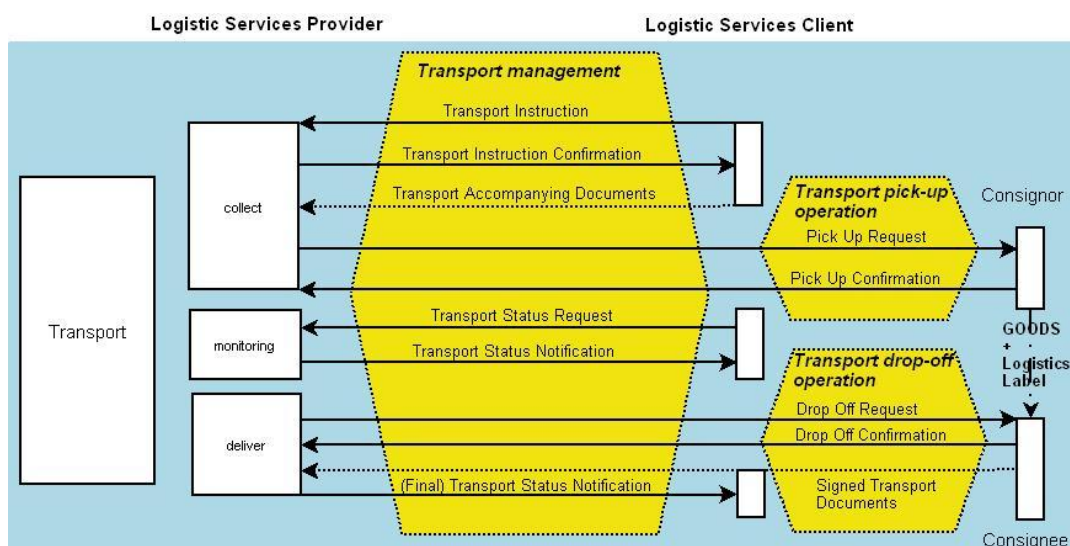 Logistic Services Provider
Logistic Services Client
Transport management
Transport Instruction
Transport Instruction Confirmation
Transport Accompanying Documents
collect
Transport pick-up
operation
Consignor
Pick Up Request
Pick Up Confirmation
Transport
monitoring
Transport Status Request
Transport Status Notification
GOODS
+
Logistics
Label
Transport drop-off
operation
deliver
Drop Off Request
Drop Off Confirmation
(Final) Transport Status Notification
Signed Transport
Documents
Consignee